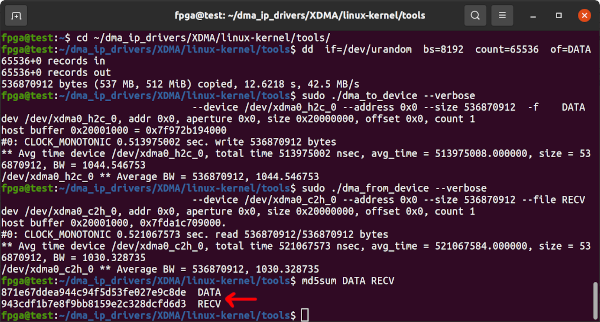 fpga@test: ~/dma_ip_drivers/XDMA/linux-kernel/tools
fpga@test:~$ cd ~/dma_ip_drivers/XDMA/linux-kernel/tools/
fpga@test:~/dma_ip_drivers/XDMA/linux-kernel/tools$ dd if=/dev/urandom bs=8192 count=65536 of=DATA
65536+0 records in
65536+0 records out
536870912 bytes (537 MB, 512 MiB) copied, 12.6218 s, 42.5 MB/s
fpga@test:~/dma_ip_drivers/XDMA/linux-kernel/tools$ sudo ./dma_to_device --verbose
--device /dev/xdma0_h2c_0 --address 0x0 --size 536870912 -f DATA
dev /dev/xdma0_h2c_0, addr 0x0, aperture 0x0, size 0x20000000, offset 0x0, count 1
host buffer 0x20001000 = 0x7f972b194000
#0: CLOCK_MONOTONIC 0.513975002 sec. write 536870912 bytes
** Avg time device /dev/xdma0_h2c_0, total time 513975002 nsec, avg_time = 513975008.000000, size = 53
6870912, BW = 1044.546753
/dev/xdma0_h2c_0 ** Average BW = 536870912, 1044.546753
fpga@test:~/dma_ip_drivers/XDMA/linux-kernel/tools$ sudo ./dma_from_device --verbose
--device /dev/xdma0_c2h_0 --address 0x0 --size 536870912 --file RECV
dev /dev/xdma0_c2h_0, addr 0x0, aperture 0x0, size 0x20000000, offset 0x0, count 1
host buffer 0x20001000, 0x7fda1c709000.
#0: CLOCK_MONOTONIC 0.521067573 sec. read 536870912/536870912 bytes
** Avg time device /dev/xdma0_c2h_0, total time 521067573 nsec, avg_time = 521067584.000000, size = 53
6870912, BW = 1030.328735
/dev/xdma0_c2h_0 ** Average BW = 536870912, 1030.328735
fpga@test:~/dma_ip_drivers/XDMA/linux-kernel/tools$ md5sum DATA RECV
871e67ddea944c94f5d53fe027e9c8de DATA
943cdf1b7e8f9bb8159e2c328dcfd6d3 RECV
fpga@test:~/dma_ip_drivers/XDMA/linux-kernel/tools$